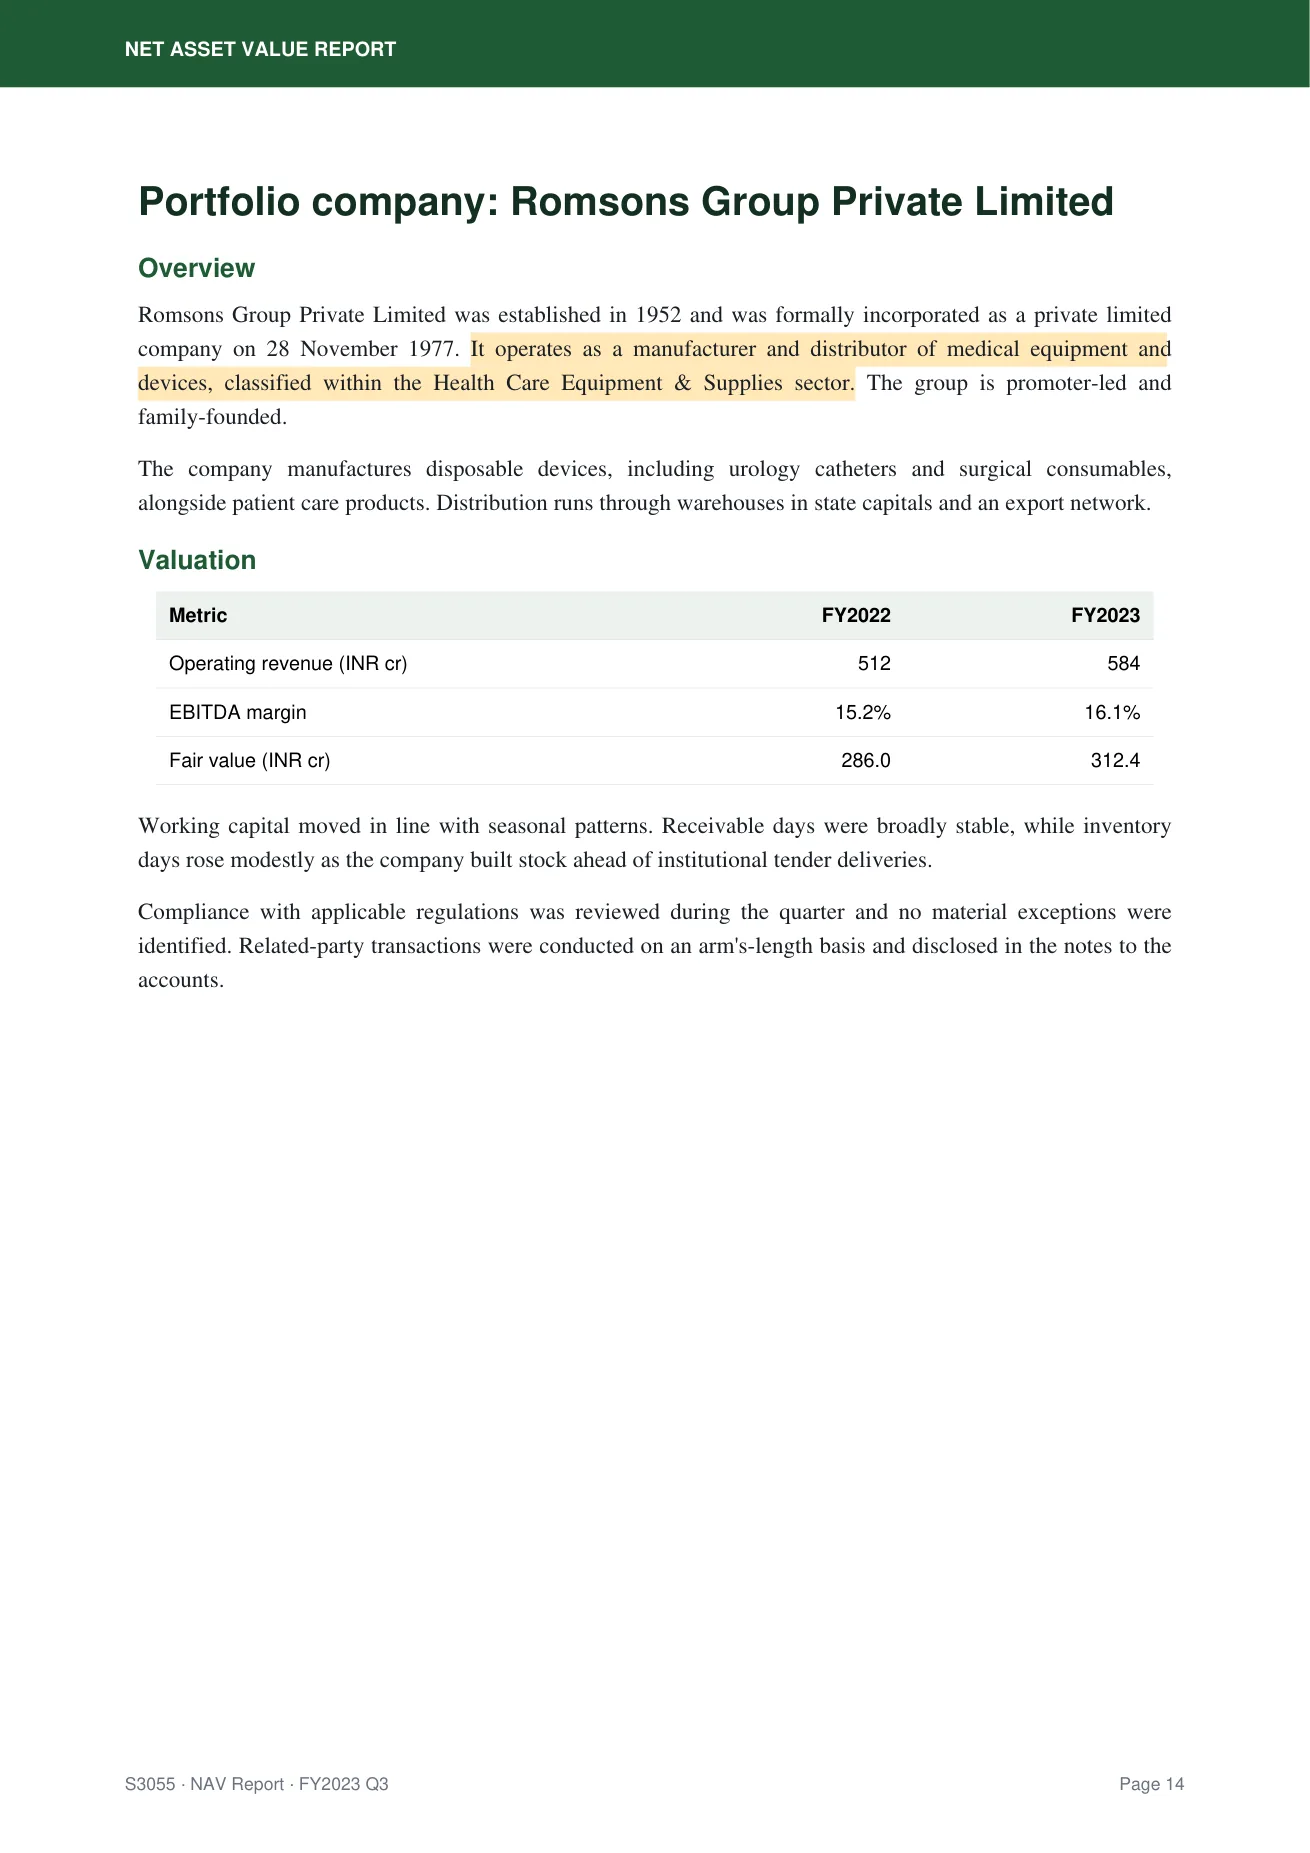 NET ASSET VALUE REPORT
Portfolio company: Romsons Group Private Limited
Overview
Romsons Group Private Limited was established in 1952 and was formally incorporated as a private limited
company on 28 November 1977. It operates as a manufacturer and distributor of medical equipment and
devices, classified within the Health Care Equipment & Supplies sector. The group is promoter-led and
family-founded.
The company manufactures disposable devices, including urology catheters and surgical consumables,
alongside patient care products. Distribution runs through warehouses in state capitals and an export network.
Valuation
Metric FY2022 FY2023
Operating revenue (INR cr) 512 584
EBITDA margin 15.2% 16.1%
Fair value (INR cr) 286.0 312.4
Working capital moved in line with seasonal patterns. Receivable days were broadly stable, while inventory
days rose modestly as the company built stock ahead of institutional tender deliveries.
Compliance with applicable regulations was reviewed during the quarter and no material exceptions were
identified. Related-party transactions were conducted on an arm's-length basis and disclosed in the notes to the
accounts.
S3055 · NAV Report · FY2023 Q3 Page 14